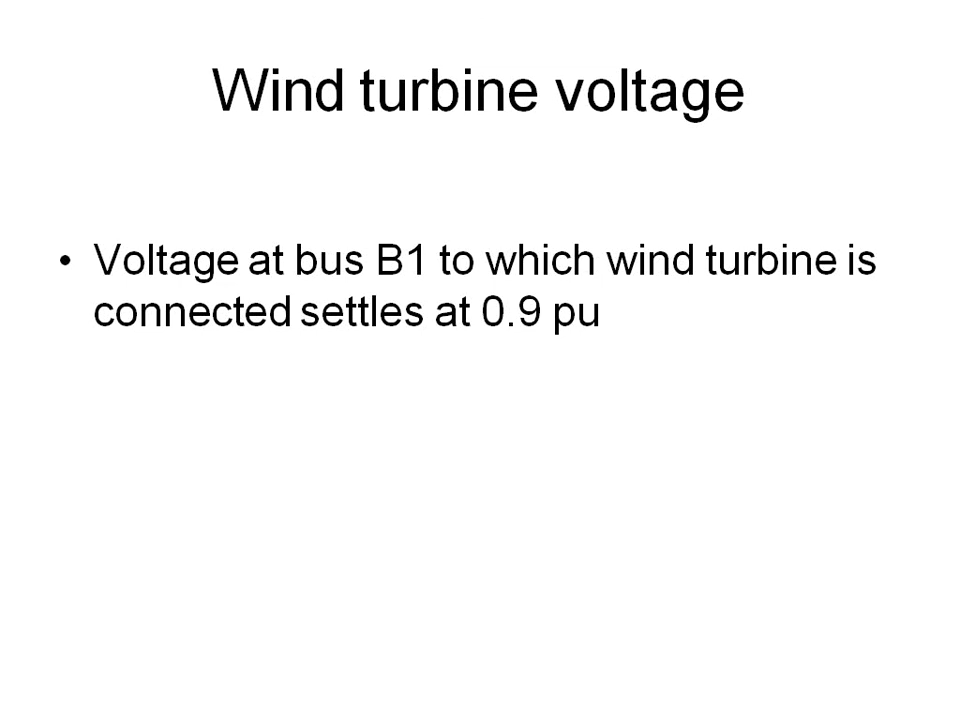 Wind turbine voltage
• Voltage at bus B1 to which wind turbine is
connected settles at 0.9 pu